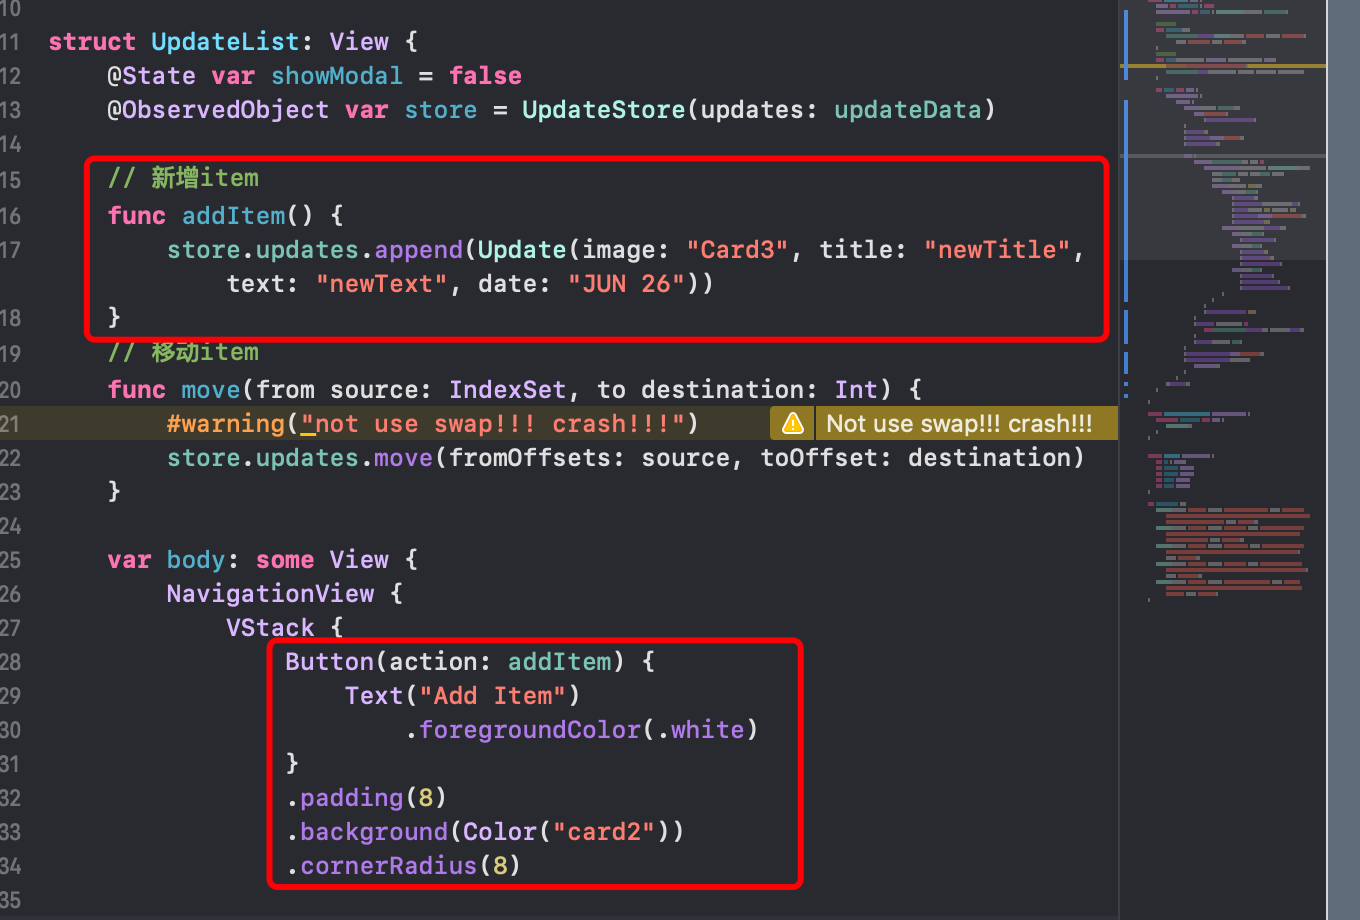 10
11 struct UpdateList: View {
12 @State var showModal = false
13 @ObservedObject var store = UpdateStore(updates: updateData)
14
15 // 新增item
16 func addItem() {
17 store.updates.append(Update(image: "Card3", title: "newTitle",
text: "newText", date: "JUN 26"))
18 }
19 // 移动item
20 func move(from source: IndexSet, to destination: Int) {
21 #warning("not use swap!!! crash!!!") Not use swap!!! crash!!!
22 store.updates.move(fromOffsets: source, toOffset: destination)
23 }
24
25 var body: some View {
26 NavigationView {
27 VStack {
28 Button(action: addItem) {
29 Text("Add Item")
30 .foregroundColor(.white)
31 }
32 .padding(8)
33 .background(Color("card2"))
34 .cornerRadius(8)
35